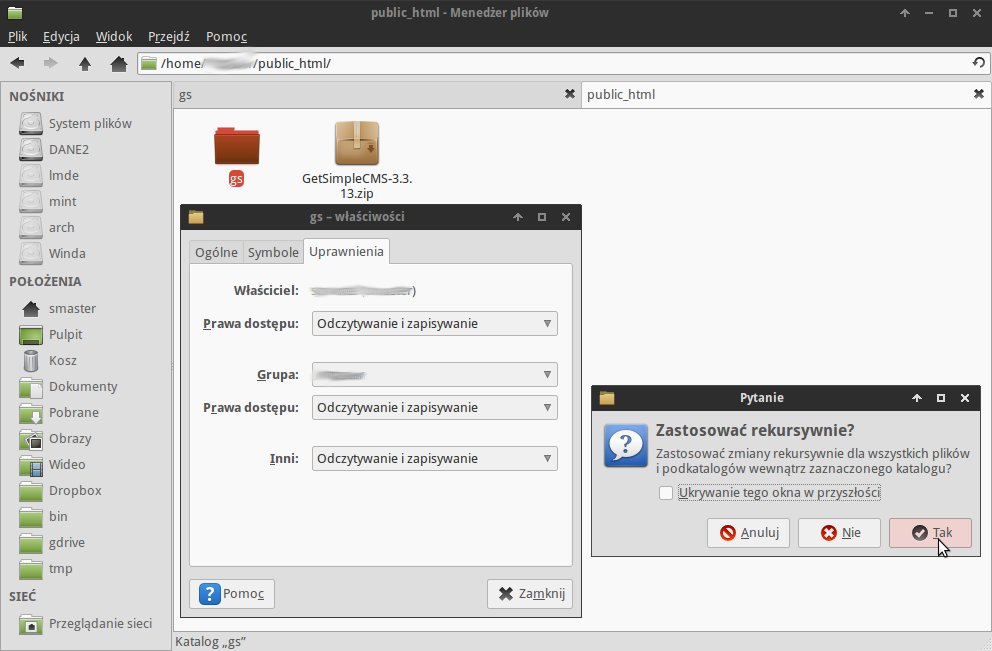 public_html - Menedżer plików
Plik Edycja Widok Przejdź Pomoc
/home/ /public_html/
NOŚNIKI
System plików
DANE2
lmde
mint
arch
Winda
POŁOŻENIA
smaster
Pulpit
Kosz
Dokumenty
Pobrane
Obrazy
Wideo
Dropbox
bin
gdrive
tmp
SIEĆ
Przeglądanie sieci
gs
public_html
gs
GetSimpleCMS-3.3.
13.zip
gs – właściwości
Ogólne Symbole Uprawnienia
Właściciel:
Prawa dostępu: Odczytywanie i zapisywanie
Grupa:
Prawa dostępu: Odczytywanie i zapisywanie
Inni: Odczytywanie i zapisywanie
Pomoc
Zamknij
Pytanie
Zastosować rekursywnie?
Zastosować zmiany rekursywnie dla wszystkich plików
i podkatalogów wewnątrz zaznaczonego katalogu?
Ukrywanie tego okna w przyszłości
Anuluj
Nie
Tak
Katalog „gs”